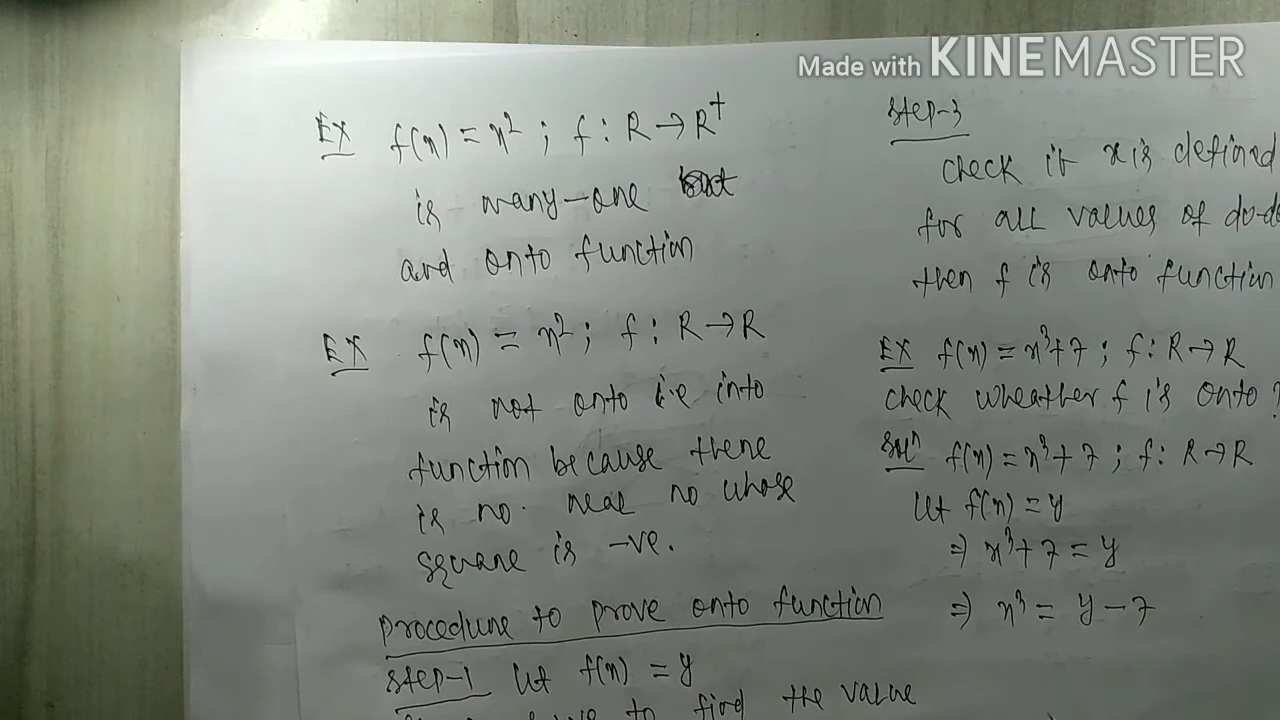 Made with KINEMASTER
Ex f(x) = x² ; f : R → R⁺
is many-one
and onto function
Ex f(x) = x² ; f : R → R
is not onto i.e into
function because there
is no. real no whose
square is -ve.
Procedure to prove onto function
Step-1 Let f(x) = y
to find the value
Step-3
Check if x is defined
for all values of
then f is onto function
Ex f(x) = x³+7 ; f: R → R
check wheather f is onto?
Solⁿ f(x) = x³+7 ; f: R → R
Let f(x) = y
⇒ x³+7 = y
⇒ x³ = y - 7